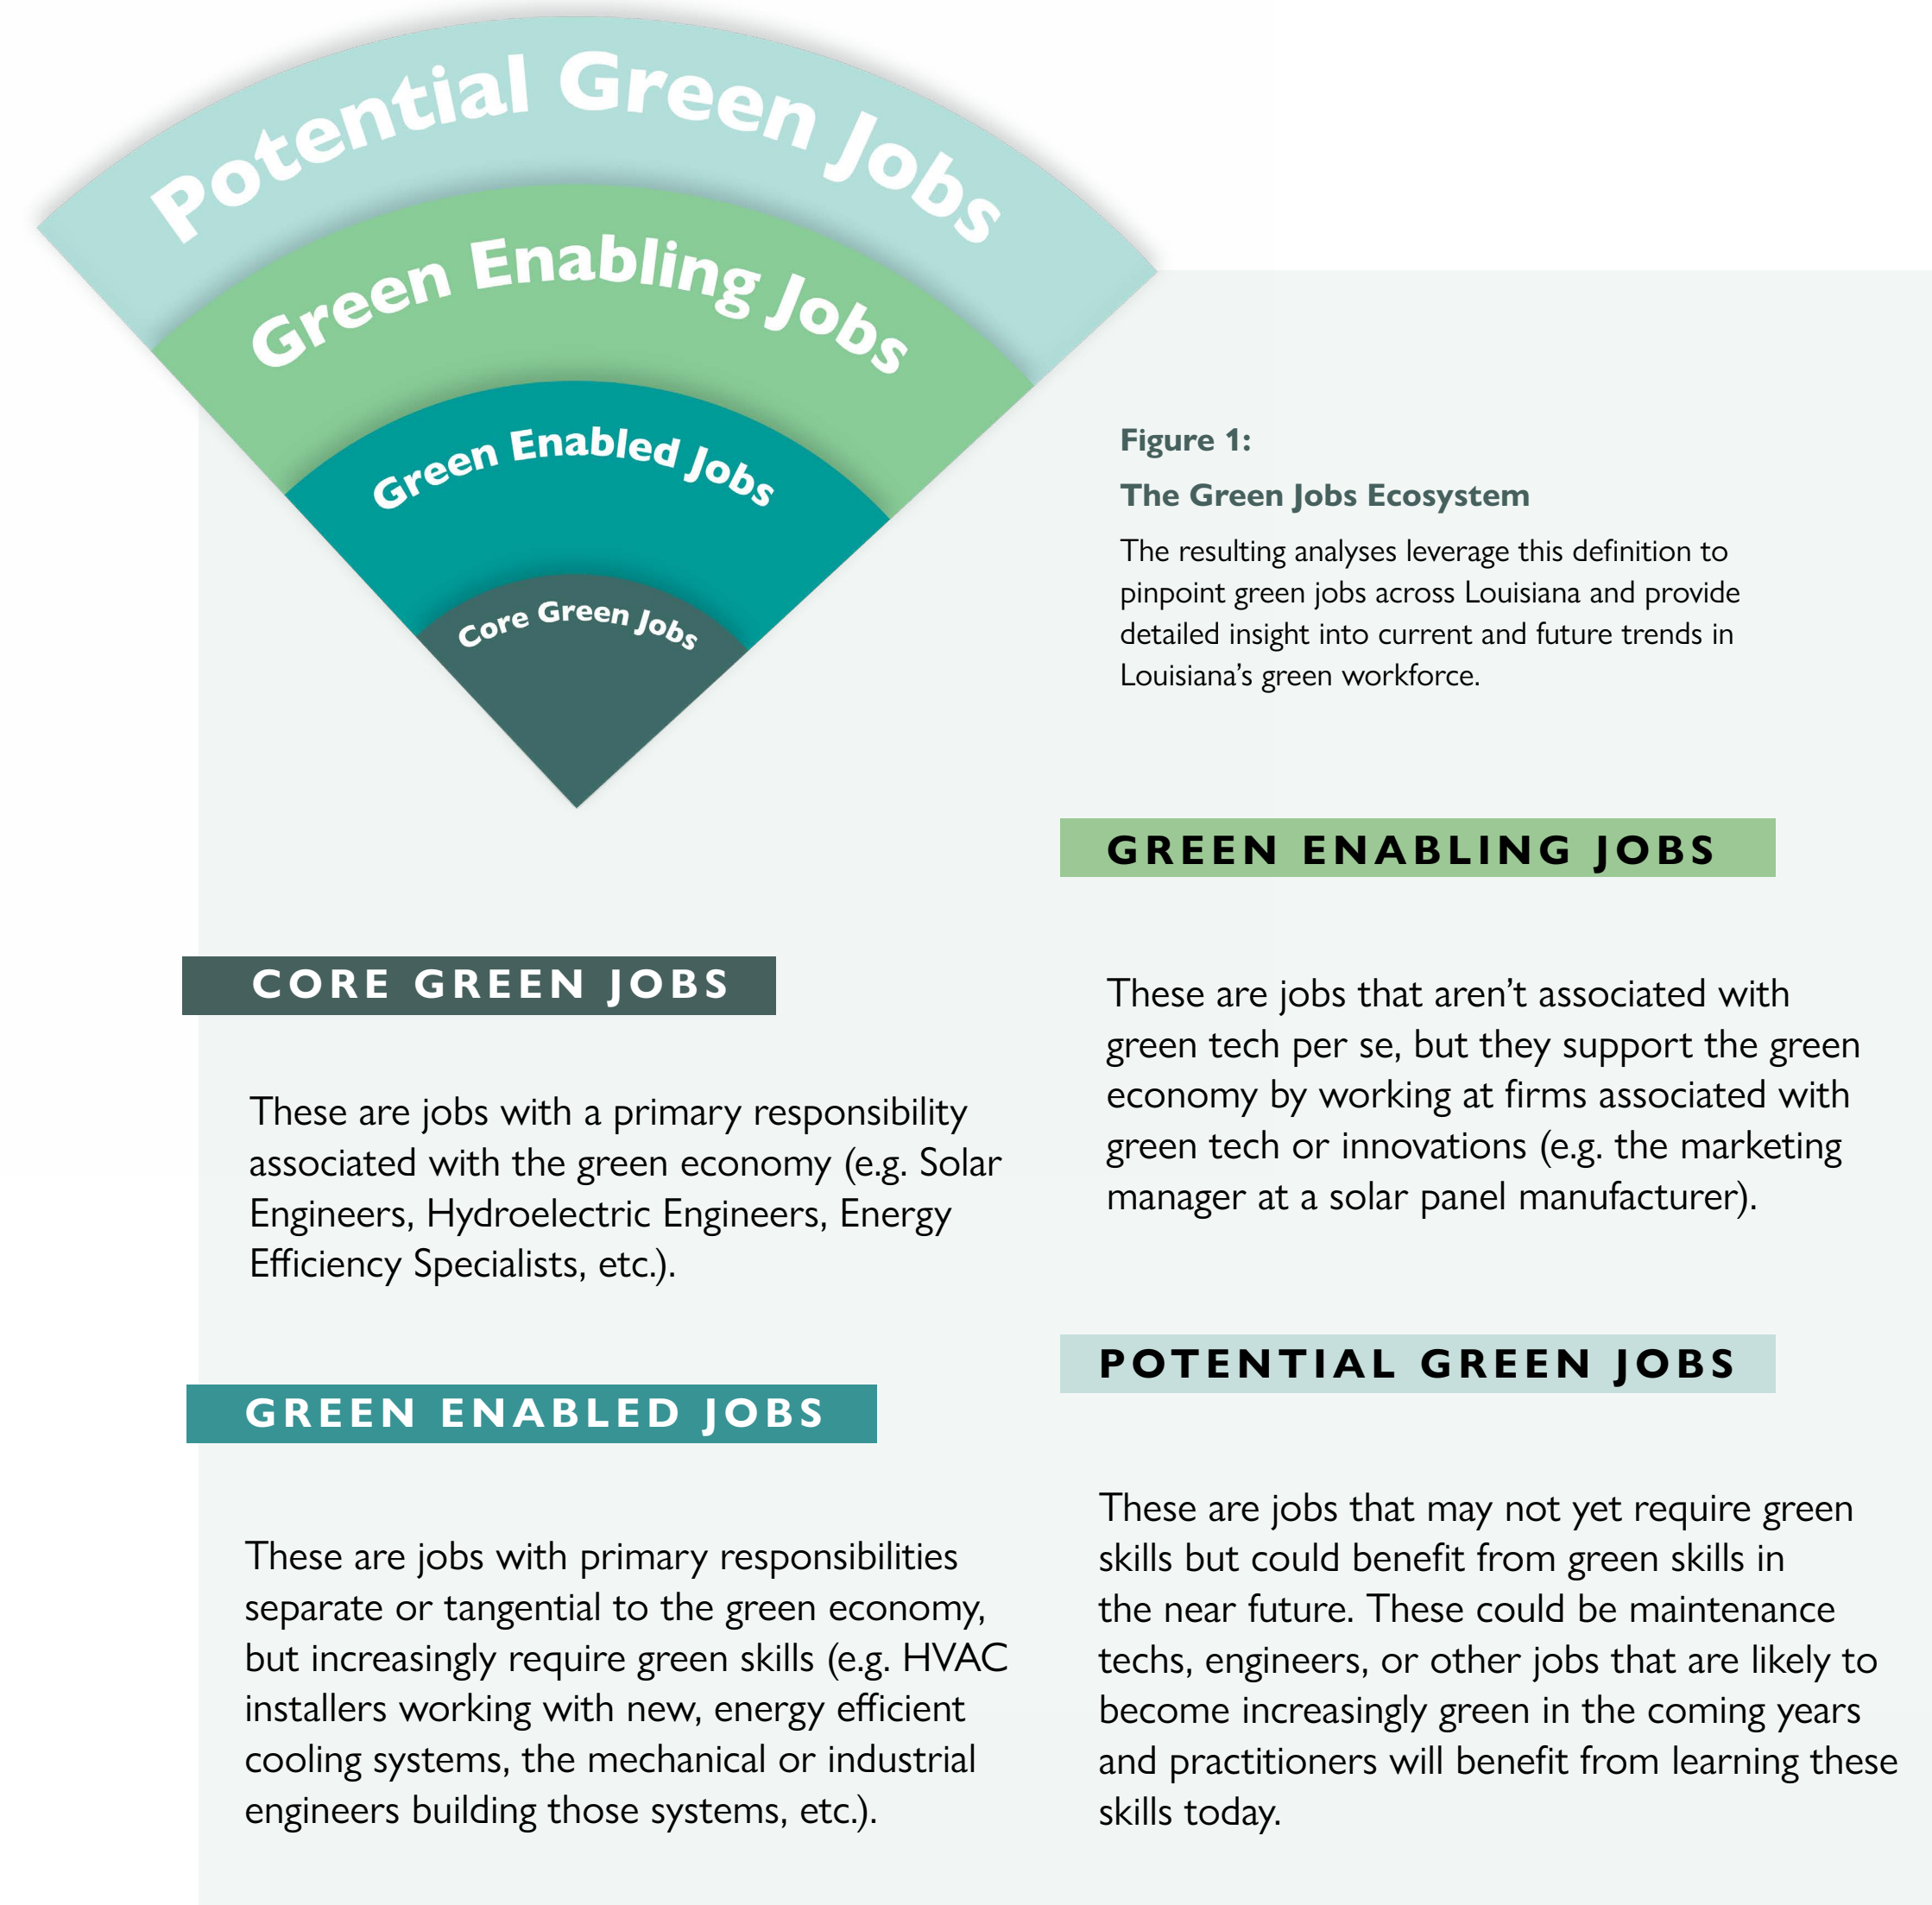 Potential Green Jobs
Green Enabling Jobs
Green Enabled Jobs
Core Green Jobs
Figure 1:
The Green Jobs Ecosystem
The resulting analyses leverage this definition to
pinpoint green jobs across Louisiana and provide
detailed insight into current and future trends in
Louisiana’s green workforce.
CORE GREEN JOBS
These are jobs with a primary responsibility
associated with the green economy (e.g. Solar
Engineers, Hydroelectric Engineers, Energy
Efficiency Specialists, etc.).
GREEN ENABLED JOBS
These are jobs with primary responsibilities
separate or tangential to the green economy,
but increasingly require green skills (e.g. HVAC
installers working with new, energy efficient
cooling systems, the mechanical or industrial
engineers building those systems, etc.).
GREEN ENABLING JOBS
These are jobs that aren’t associated with
green tech per se, but they support the green
economy by working at firms associated with
green tech or innovations (e.g. the marketing
manager at a solar panel manufacturer).
POTENTIAL GREEN JOBS
These are jobs that may not yet require green
skills but could benefit from green skills in
the near future. These could be maintenance
techs, engineers, or other jobs that are likely to
become increasingly green in the coming years
and practitioners will benefit from learning these
skills today.